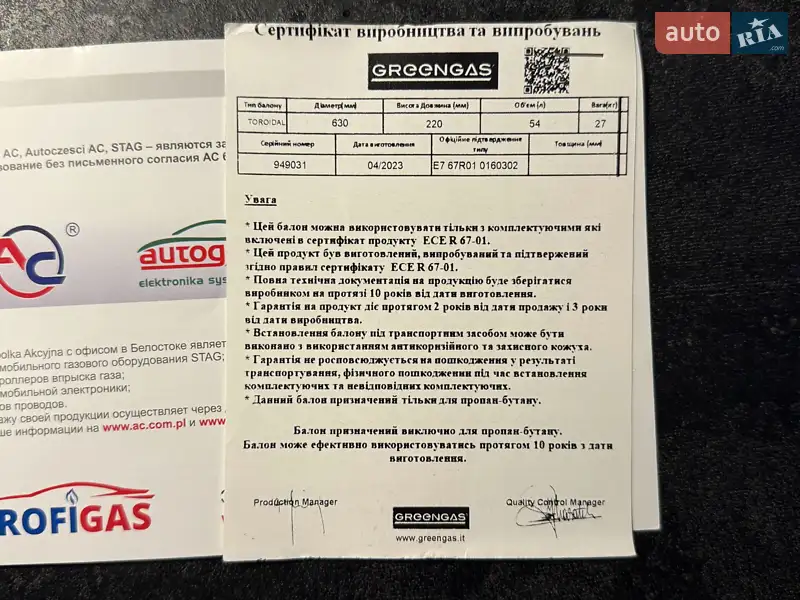 auto RIA .com
AC, Autoczesci AC, STAG – являются за
зование без письменного согласия АС б
AC ®
autog
elektronika sys
polka Akcyjna с офисом в Белостоке являет
мобильного газового оборудования STAG;
роллеров впрыска газа;
мобильной электроники;
ов проводов.
ажу своей продукции осуществляет через
ше информации на www.ac.com.pl и www
ROFIGAS
Сертифікат виробництва та випробувань
GREENGAS
Тип балону Діаметр(мм) Висота Довжина (мм) Об'єм (л) Вага(кг)
TOROIDAL 630 220 54 27
Серійний номер Дата виготовлення Офіційне підтвердження типу Товщина (мм)
949031 04/2023 E7 67R01 0160302
Увага
* Цей балон можна використовувати тільки з комплектуючими які
включені в сертифікат продукту ECE R 67-01.
* Цей продукт був виготовлений, випробуваний та підтвержений
згідно правил сертифікату ECE R 67-01.
* Повна технічна документація на продукцію буде зберігатися
виробником на протязі 10 років від дати виготовлення.
* Гарантія на продукт діє протягом 2 років від дати продажу і 3 роки
від дати виробництва.
* Встановлення балону під транспортним засобом може бути
виконано з використанням антикорзійного та захисного кожуха.
* Гарантія не розповсюджується на пошкодження у результаті
транспортування, фізичного пошкодження під час встановлення
комплектуючих та невідповідних комплектуючих.
* Данний балон призначений тільки для пропан-бутану.
Балон призначений виключно для пропан-бутану.
Балон може ефективно використовуватись протягом 10 років з дати
виготовлення.
Production Manager Quality Control Manager
GREENGAS
www.greengas.it